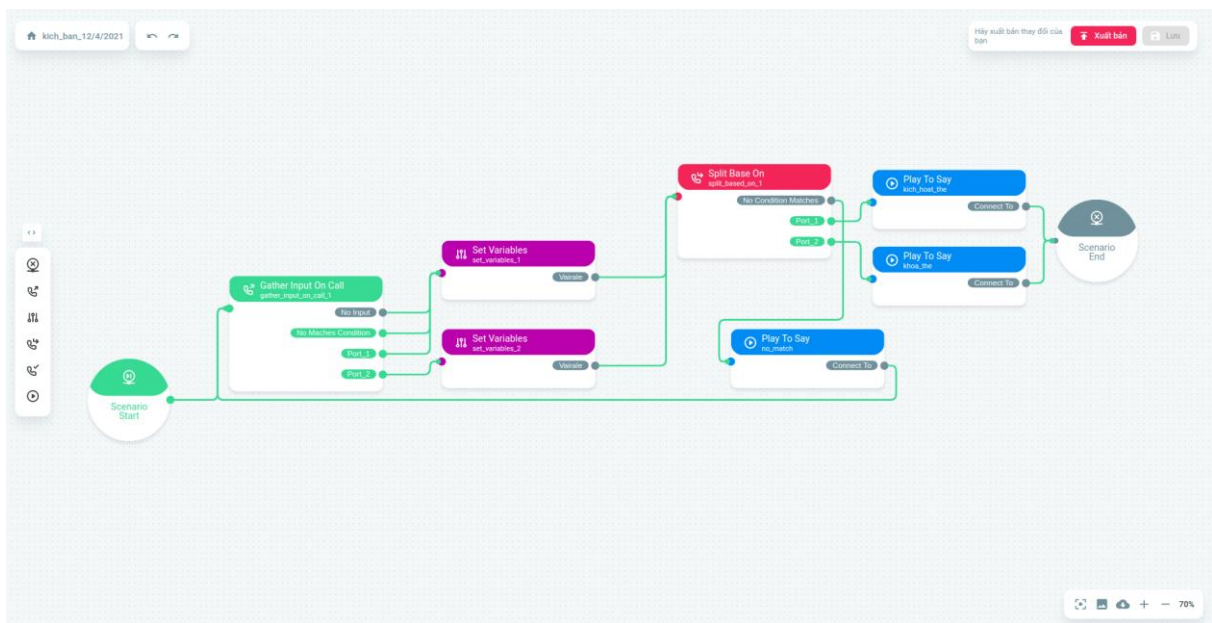 kich_ban_12/4/2021
Hãy xuất bản thay đổi của
bạn
Xuất bản
Lưu
Split Base On
split_based_on_1
No Condition Matches
Port_1
Port_2
Play To Say
kich_hoat_the
Connect To
Play To Say
khoa_the
Connect To
Scenario
End
Set Variables
set_variables_1
Vairsle
Gather Input On Call
gather_input_on_call_1
No Input
No Maches Condition
Port_1
Port_2
Set Variables
set_variables_2
Vairsle
Play To Say
no_match
Connect To
Scenario
Start
70%